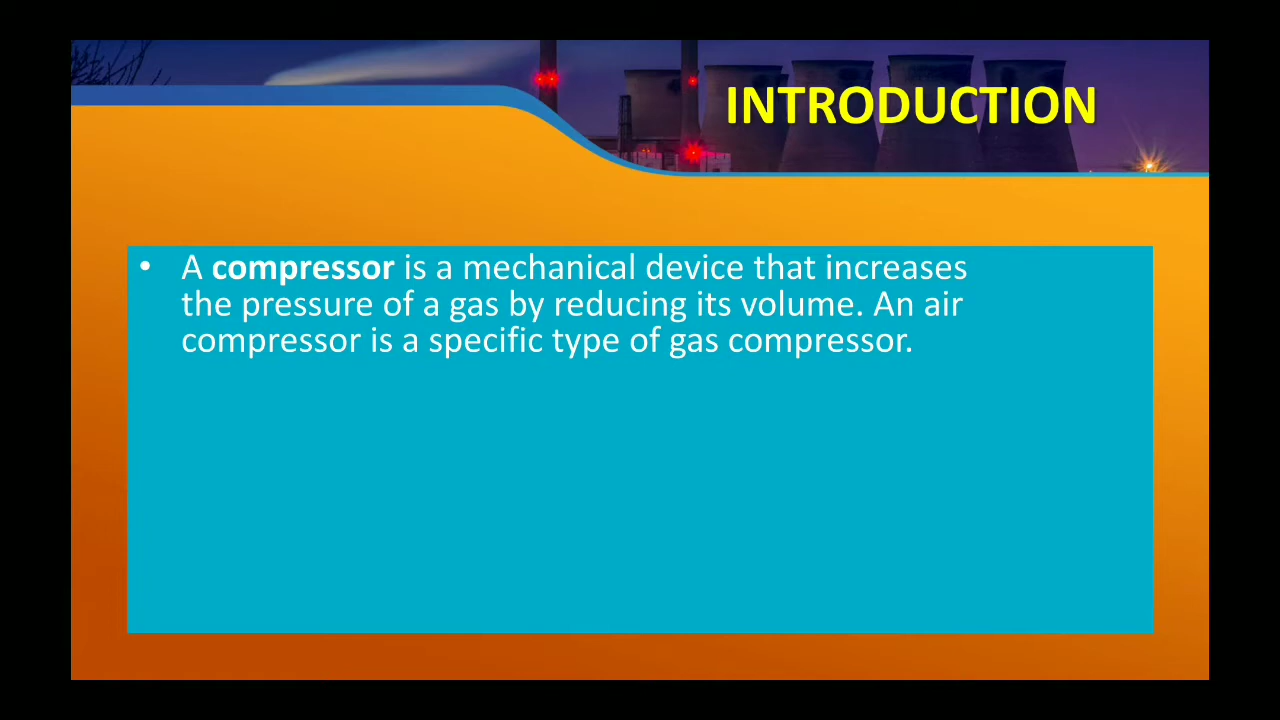 INTRODUCTION
• A compressor is a mechanical device that increases
the pressure of a gas by reducing its volume. An air
compressor is a specific type of gas compressor.